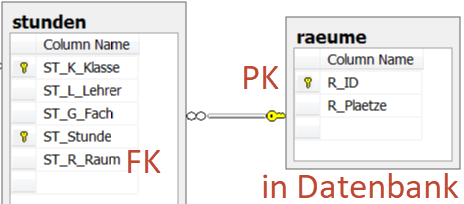 stunden
Column Name
ST_K_Klasse
ST_L_Lehrer
ST_G_Fach
ST_Stunde
ST_R_Raum
FK
PK
raeume
Column Name
R_ID
R_Plaetze
in Datenbank